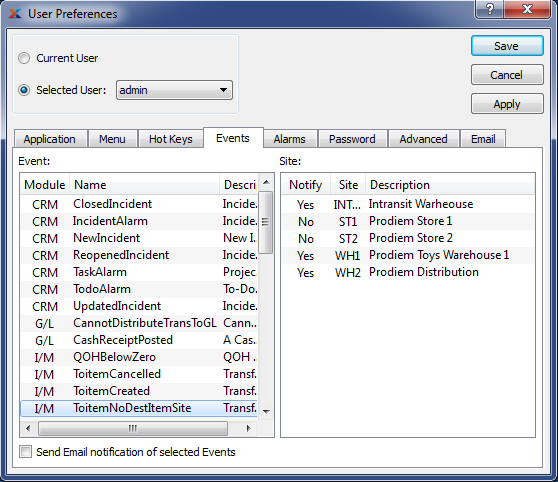 User Preferences
Current User
Selected User: admin
Save
Cancel
Apply
Application Menu Hot Keys Events Alarms Password Advanced Email
Event: Site:
Module Name Descri
CRM ClosedIncident Incide...
CRM IncidentAlarm Incide...
CRM NewIncident New I...
CRM ReopenedIncident Incide...
CRM TaskAlarm Projec...
CRM TodoAlarm To-Do...
CRM UpdatedIncident Incide...
G/L CannotDistributeTransToGL Cann...
G/L CashReceiptPosted A Cas...
I/M QOHBelowZero QOH ...
I/M ToitemCancelled Transf...
I/M ToitemCreated Transf...
I/M ToitemNoDestItemSite Transf...
Notify Site Description
Yes INT... Intransit Warheouse
No ST1 Prodiem Store 1
No ST2 Prodiem Store 2
Yes WH1 Prodiem Toys Warehouse 1
Yes WH2 Prodiem Distribution
Send Email notification of selected Events